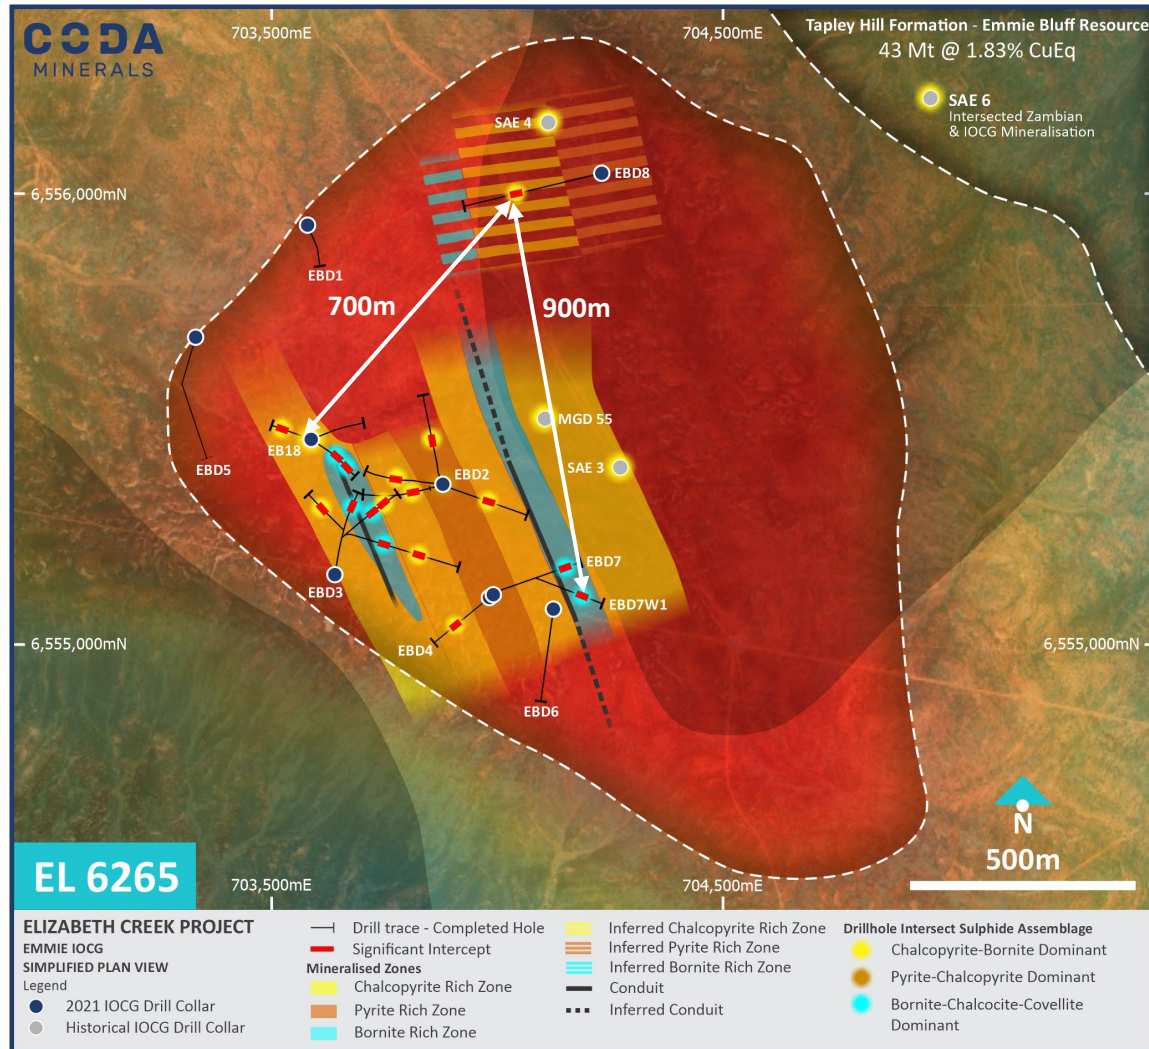 CODA
MINERALS
703,500mE
704,500mE
Tapley Hill Formation - Emmie Bluff Resource
43 Mt @ 1.83% CuEq
SAE 6
Intersected Zambian
& IOCG Mineralisation
SAE 4
EBD8
6,556,000mN
EBD1
700m
900m
MGD 55
EB18
EBD2
SAE 3
EBD5
EBD7
EBD3
EBD7W1
EBD4
6,555,000mN
6,555,000mN
EBD6
N
500m
EL 6265
703,500mE
704,500mE
ELIZABETH CREEK PROJECT
EMMIE IOCG
SIMPLIFIED PLAN VIEW
Legend
2021 IOCG Drill Collar
Historical IOCG Drill Collar
Drill trace - Completed Hole
Significant Intercept
Mineralised Zones
Chalcopyrite Rich Zone
Pyrite Rich Zone
Bornite Rich Zone
Inferred Chalcopyrite Rich Zone
Inferred Pyrite Rich Zone
Inferred Bornite Rich Zone
Conduit
Inferred Conduit
Drillhole Intersect Sulphide Assemblage
Chalcopyrite-Bornite Dominant
Pyrite-Chalcopyrite Dominant
Bornite-Chalcocite-Covellite
Dominant